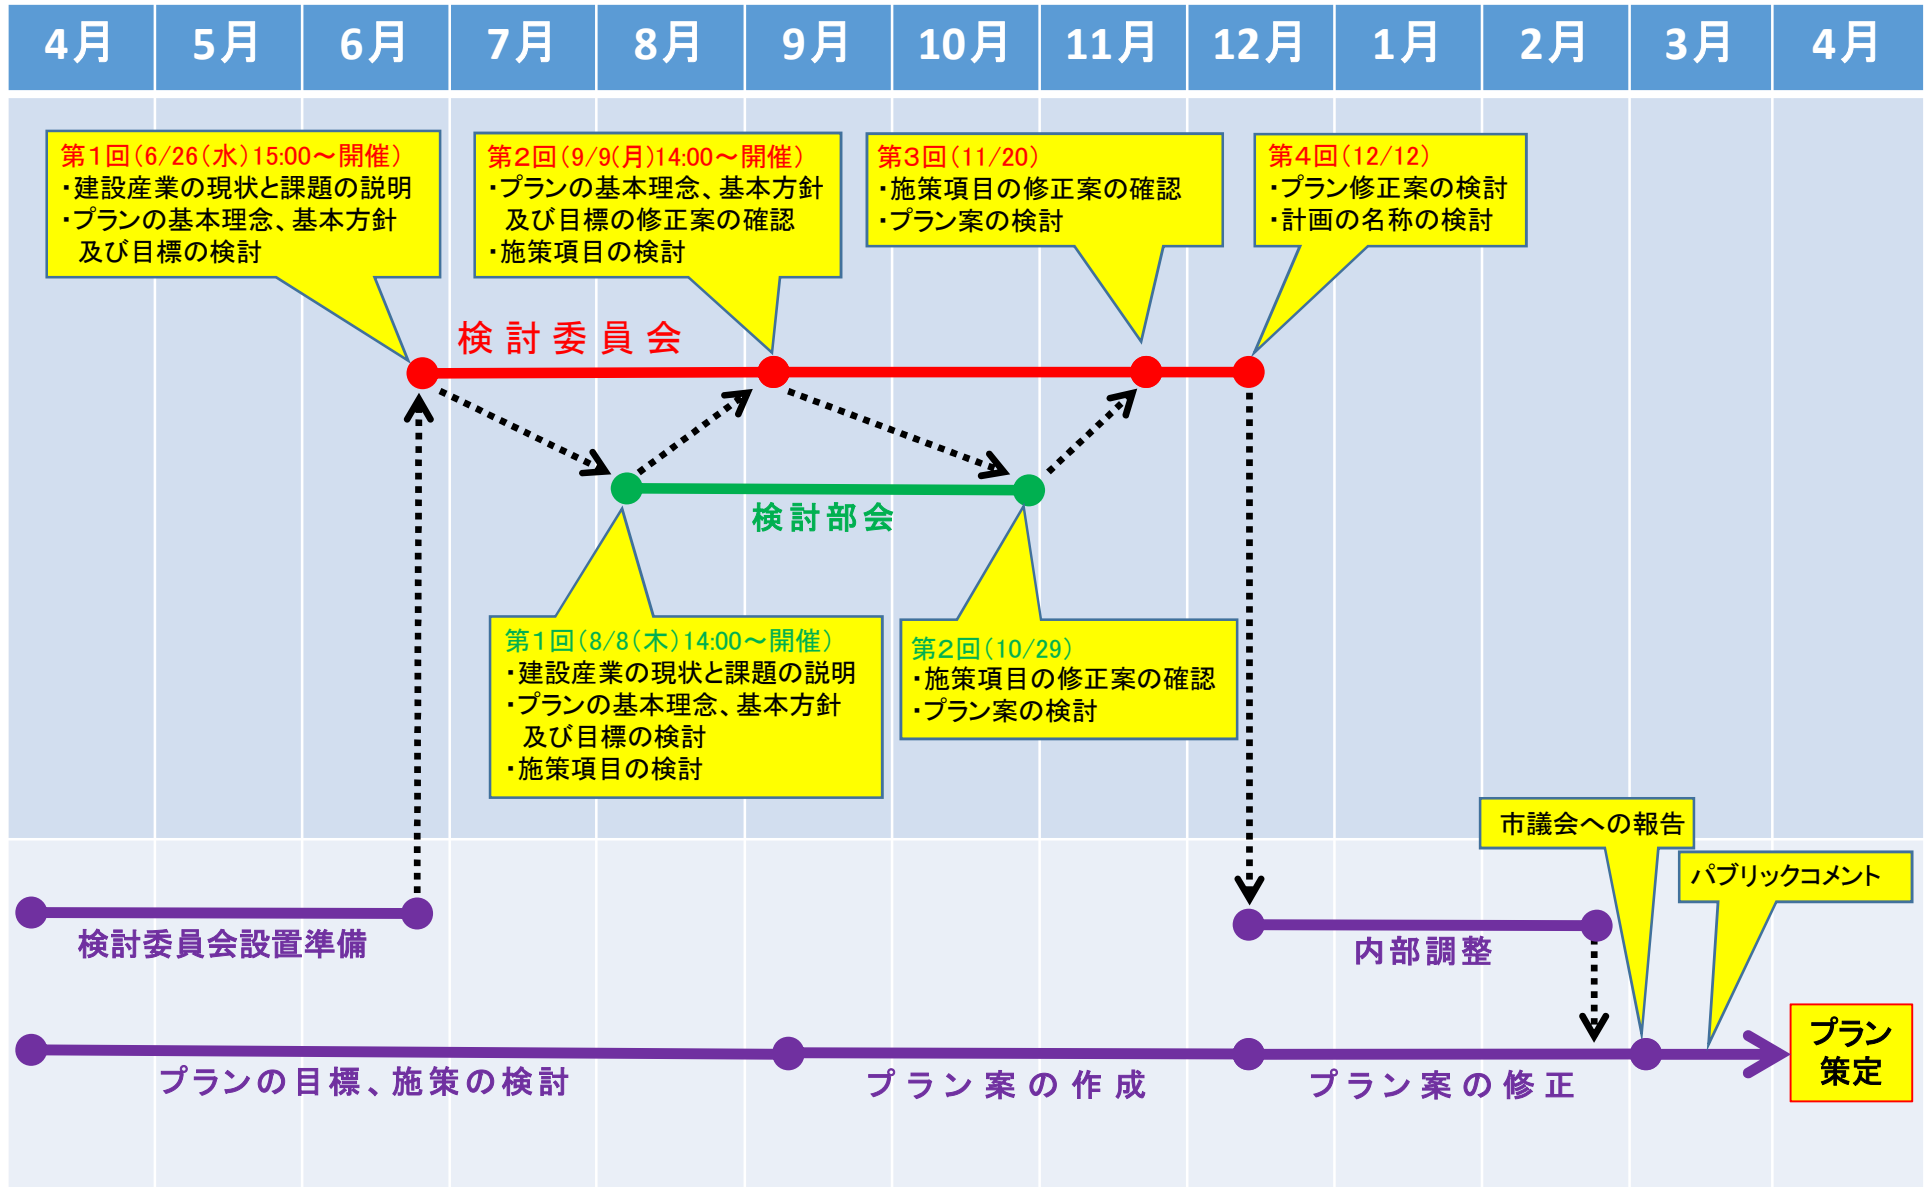 4月 5月 6月 7月 8月 9月 10月 11月 12月 1月 2月 3月 4月
第1回(6/26(水)15:00～開催)
・建設産業の現状と課題の説明
・プランの基本理念、基本方針
及び目標の検討
第2回(9/9(月)14:00～開催)
・プランの基本理念、基本方針
及び目標の修正案の確認
・施策項目の検討
第3回(11/20)
・施策項目の修正案の確認
・プラン案の検討
第4回(12/12)
・プラン修正案の検討
・計画の名称の検討
検討委員会
検討部会
第1回(8/8(木)14:00～開催)
・建設産業の現状と課題の説明
・プランの基本理念、基本方針
及び目標の検討
・施策項目の検討
第2回(10/29)
・施策項目の修正案の確認
・プラン案の検討
市議会への報告
パブリックコメント
検討委員会設置準備
内部調整
プランの目標、施策の検討
プラン案の作成
プラン案の修正
プラン
策定